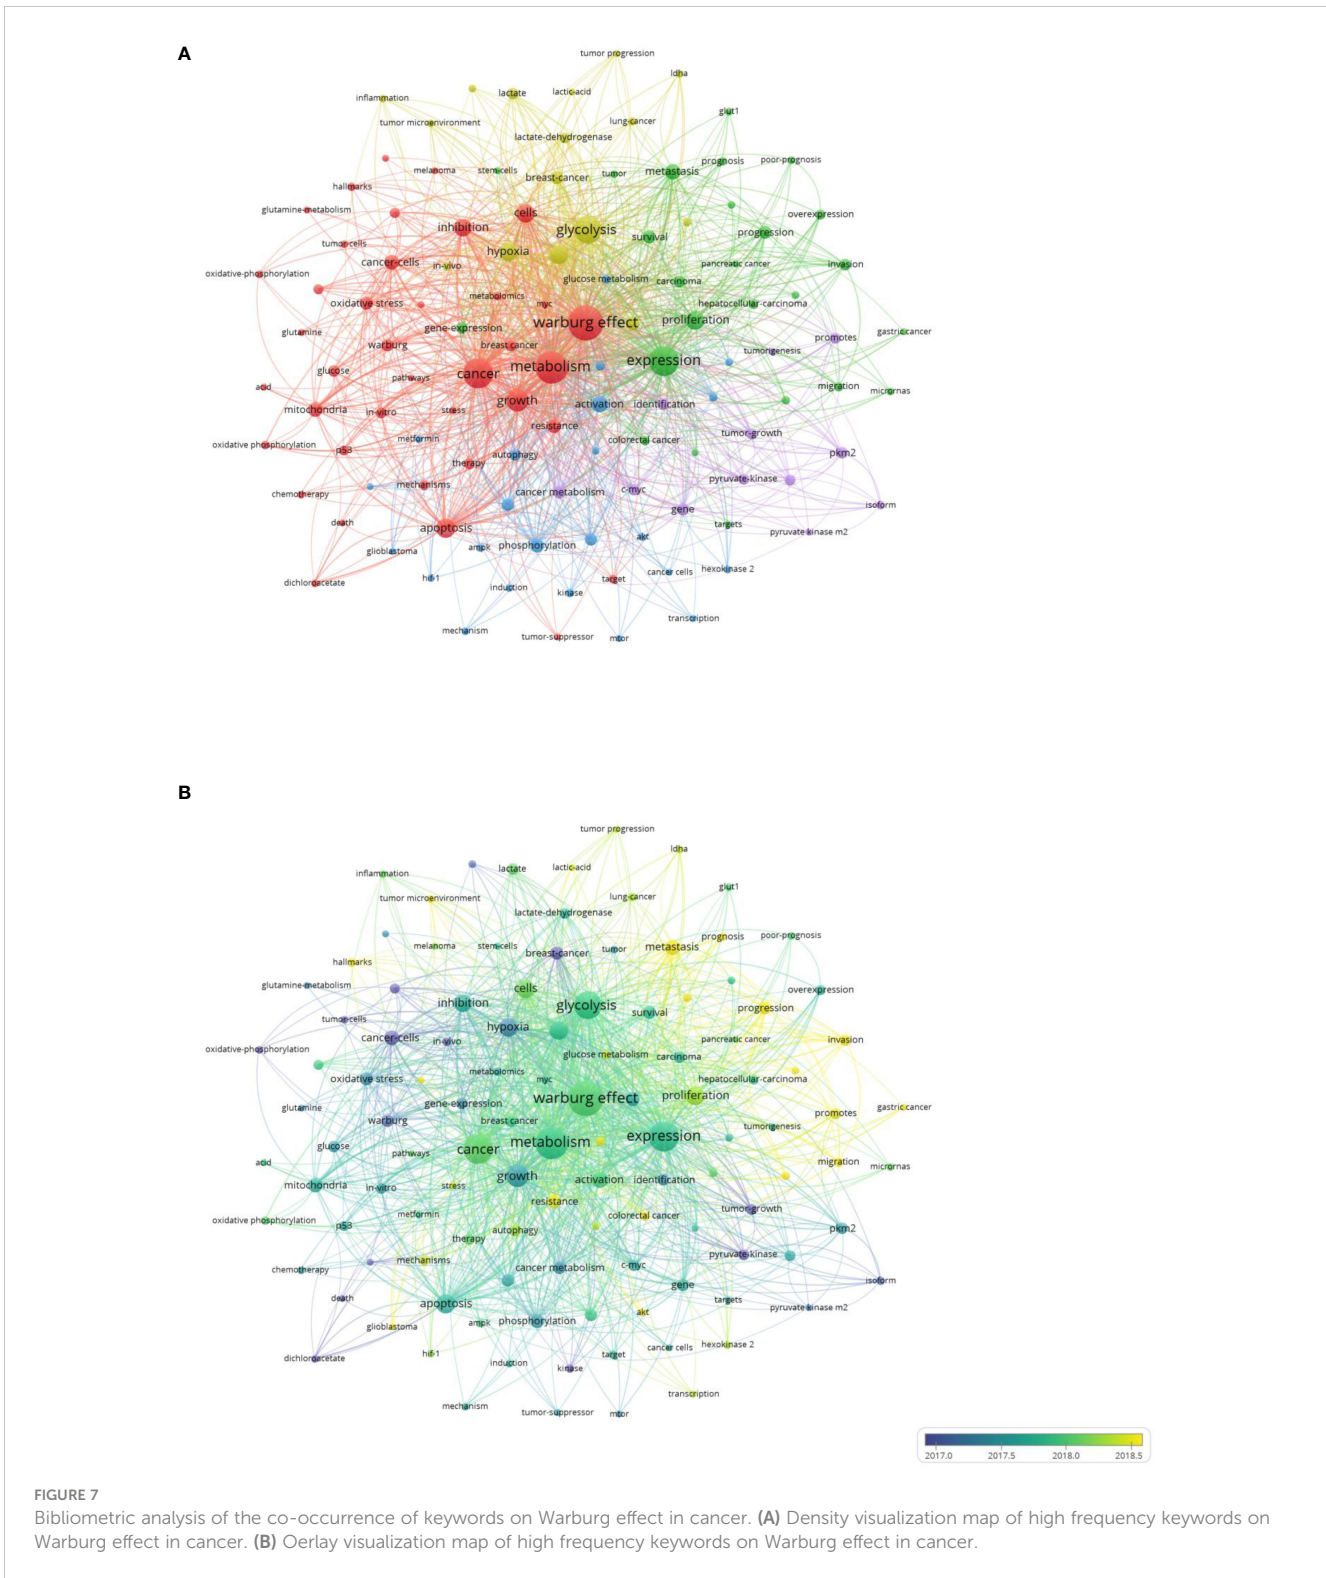 A
tumor progression
ldha
inflammation
lactate
lactic-acid
glut1
tumor microenvironment
lung-cancer
lactate-dehydrogenase
melanoma
stem-cells
breast-cancer
tumor
metastasis
prognosis
poor-prognosis
hallmarks
glutamine-metabolism
inhibition
cells
glycolysis
survival
progression
overexpression
tumor-cells
cancer-cells
in-vivo
hypoxia
pancreatic cancer
invasion
oxidative-phosphorylation
glucose metabolism
carcinoma
oxidative stress
metabolomics
myc
hepatocellular-carcinoma
glutamine
gene-expression
warburg effect
proliferation
promotes
gastric cancer
warburg
breast cancer
tumorigenesis
glucose
pathways
cancer
metabolism
expression
acid
migration
micrornas
mitochondria
in-vitro
stress
growth
activation
identification
oxidative phosphorylation
p53
metformin
resistance
colorectal cancer
tumor-growth
pkm2
chemotherapy
mechanisms
therapy
autophagy
cancer metabolism
c-myc
pyruvate-kinase
death
apoptosis
gene
targets
isoform
pyruvate kinase m2
glioblastoma
ampk
phosphorylation
akt
dichloroacetate
hif-1
induction
kinase
target
cancer cells
hexokinase 2
mechanism
tumor-suppressor
mtor
transcription
B
tumor progression
ldha
inflammation
lactate
lactic-acid
glut1
tumor microenvironment
lung-cancer
lactate-dehydrogenase
melanoma
stem-cells
breast-cancer
tumor
metastasis
prognosis
poor-prognosis
hallmarks
glutamine-metabolism
inhibition
cells
glycolysis
survival
progression
overexpression
tumor-cells
cancer-cells
in-vivo
hypoxia
pancreatic cancer
invasion
oxidative-phosphorylation
glucose metabolism
carcinoma
oxidative stress
metabolomics
myc
hepatocellular-carcinoma
glutamine
gene-expression
warburg effect
proliferation
promotes
gastric cancer
warburg
breast cancer
tumorigenesis
glucose
pathways
cancer
metabolism
expression
acid
migration
micrornas
mitochondria
in-vitro
stress
growth
activation
identification
oxidative phosphorylation
p53
metformin
resistance
colorectal cancer
tumor-growth
pkm2
chemotherapy
mechanisms
therapy
autophagy
cancer metabolism
c-myc
pyruvate-kinase
death
apoptosis
gene
targets
isoform
pyruvate kinase m2
glioblastoma
ampk
phosphorylation
akt
dichloroacetate
hif-1
induction
kinase
target
cancer cells
hexokinase 2
mechanism
tumor-suppressor
mtor
transcription
2017.0 2017.5 2018.0 2018.5
FIGURE 7
Bibliometric analysis of the co-occurrence of keywords on Warburg effect in cancer. (A) Density visualization map of high frequency keywords on
Warburg effect in cancer. (B) Oerlay visualization map of high frequency keywords on Warburg effect in cancer.